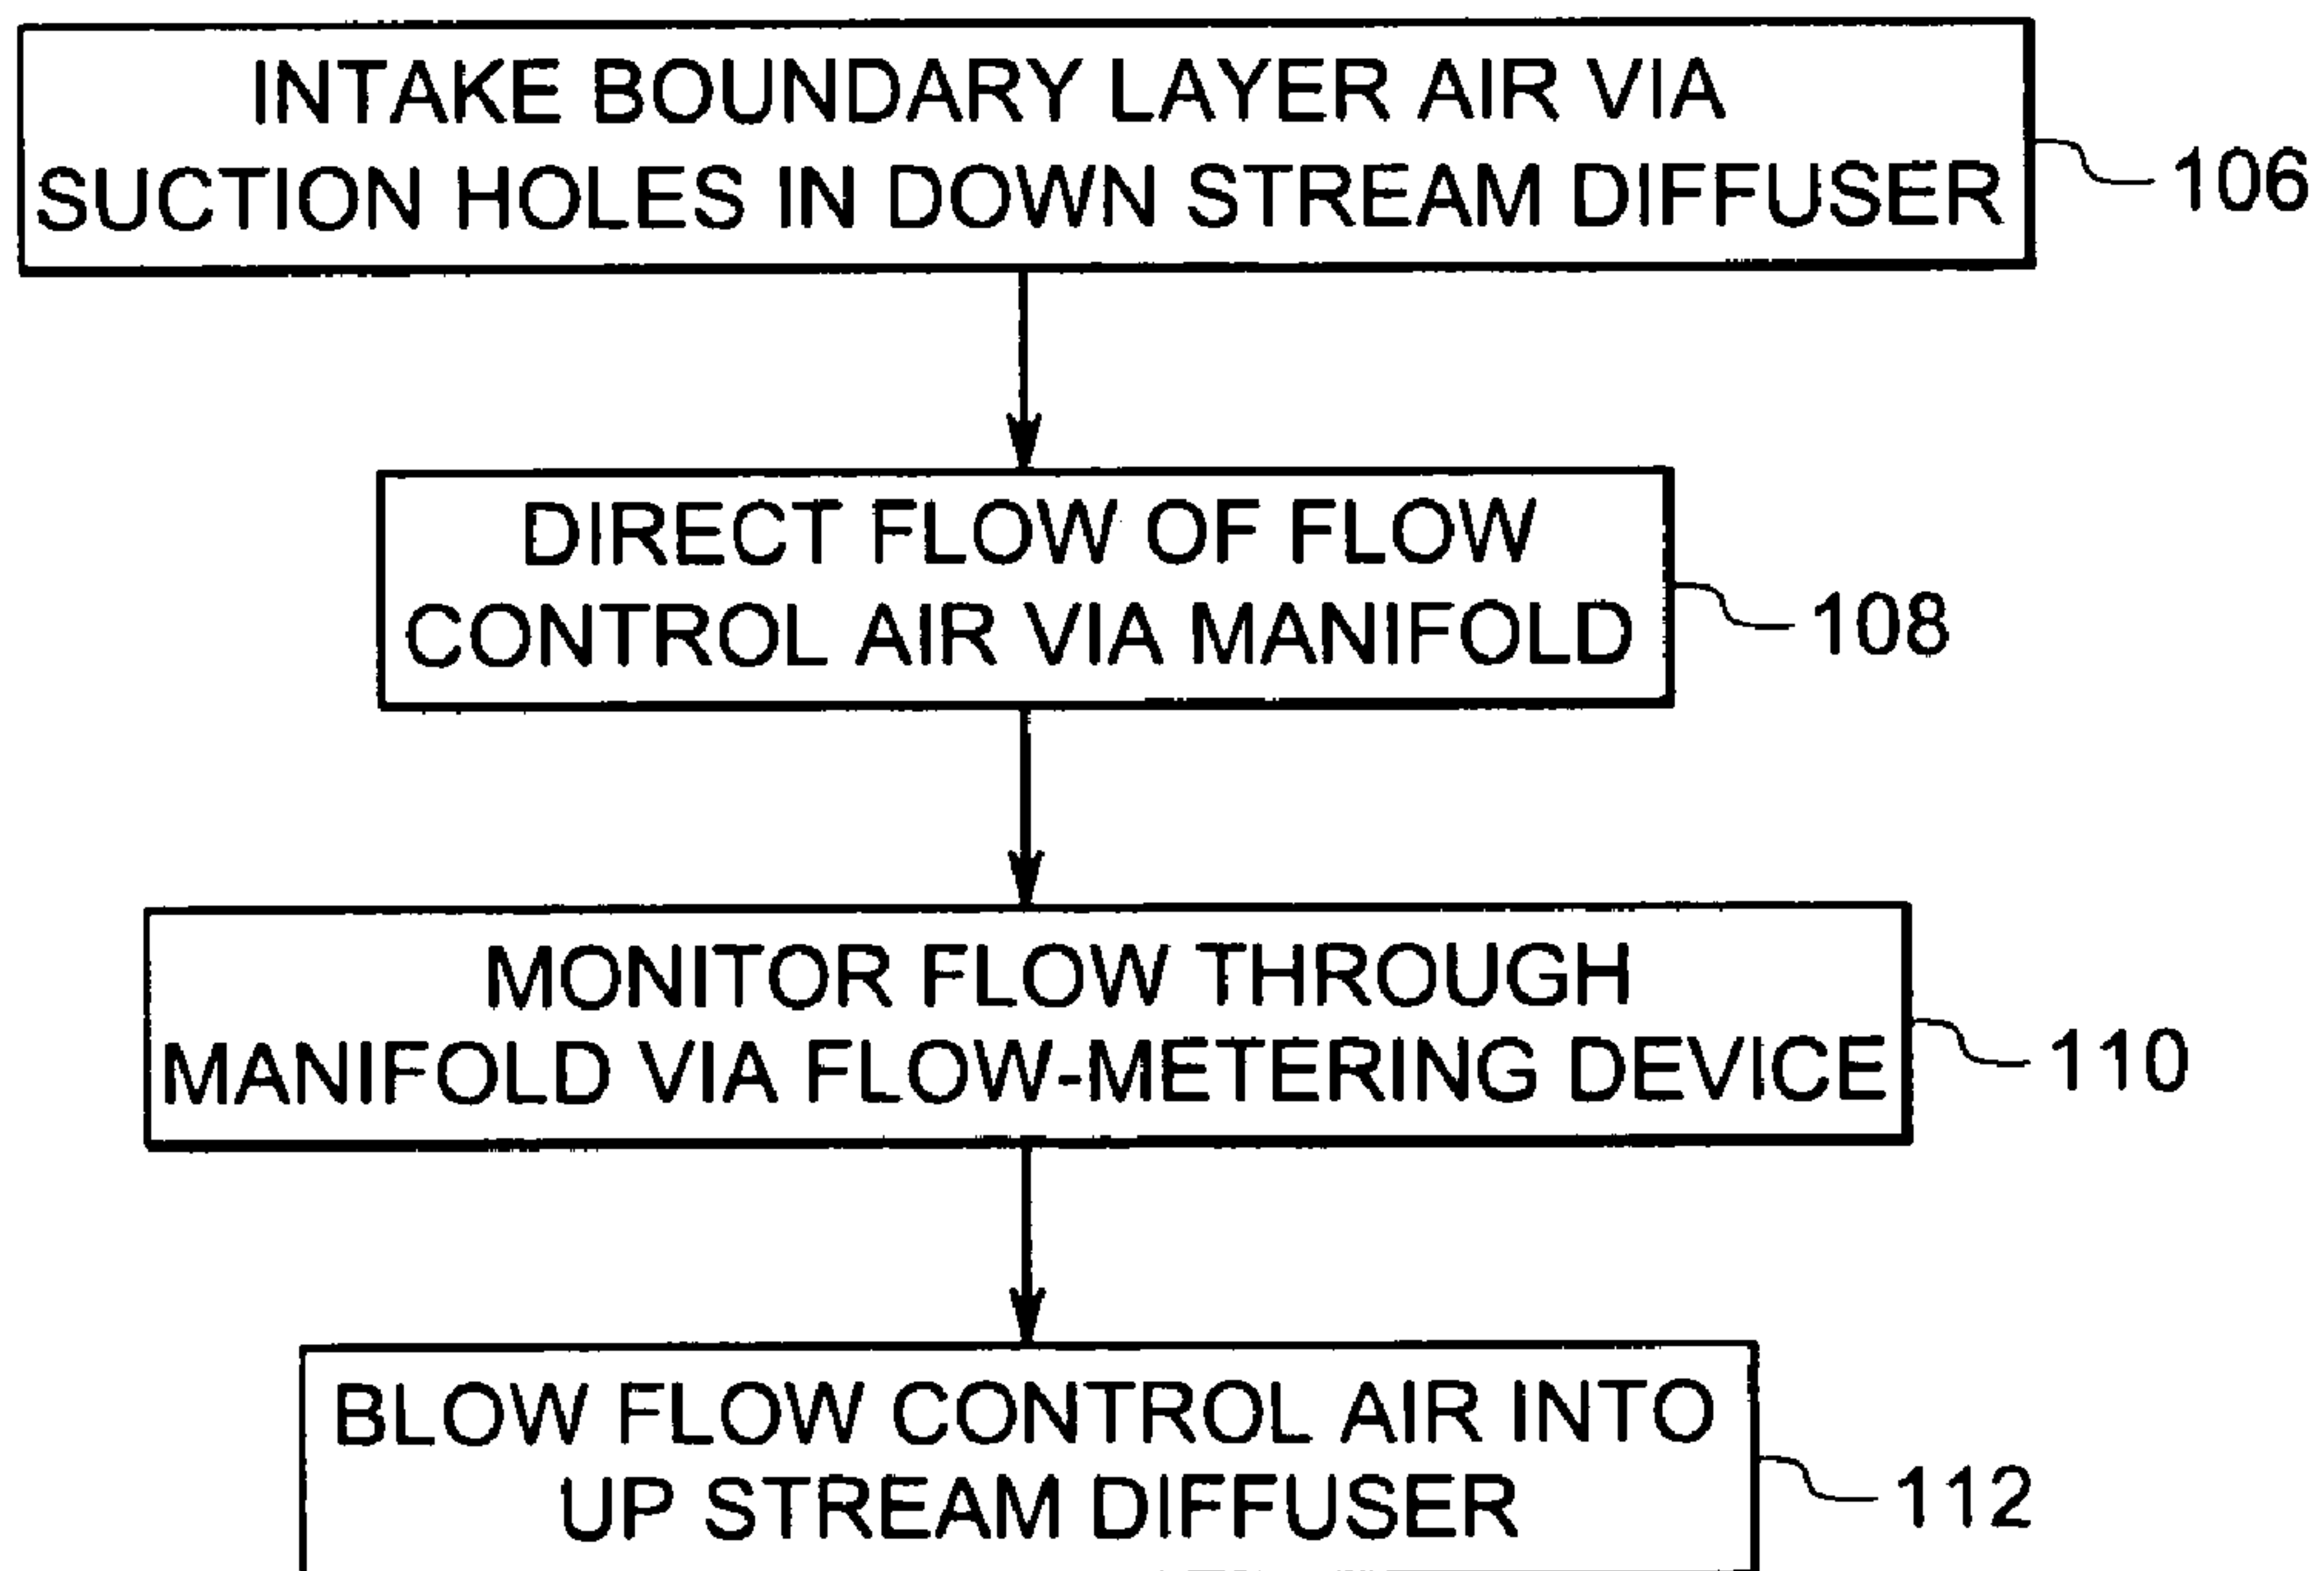 INTAKE BOUNDARY LAYER AIR VIA
SUCTION HOLES IN DOWN STREAM DIFFUSER
106
DIRECT FLOW OF FLOW
CONTROL AIR VIA MANIFOLD
108
MONITOR FLOW THROUGH
MANIFOLD VIA FLOW-METERING DEVICE
110
BLOW FLOW CONTROL AIR INTO
UP STREAM DIFFUSER
112